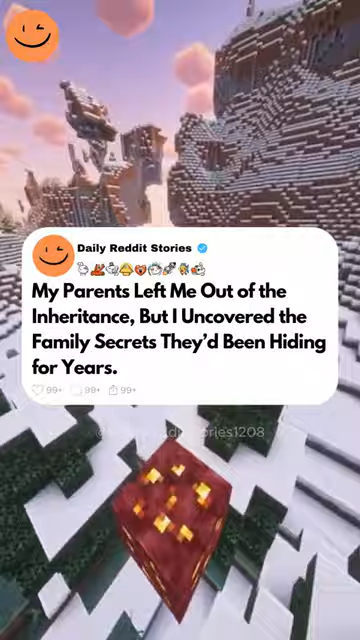 Daily Reddit Stories
My Parents Left Me Out of the
Inheritance, But I Uncovered the
Family Secrets They’d Been Hiding
for Years.
99+ 99+ 99+